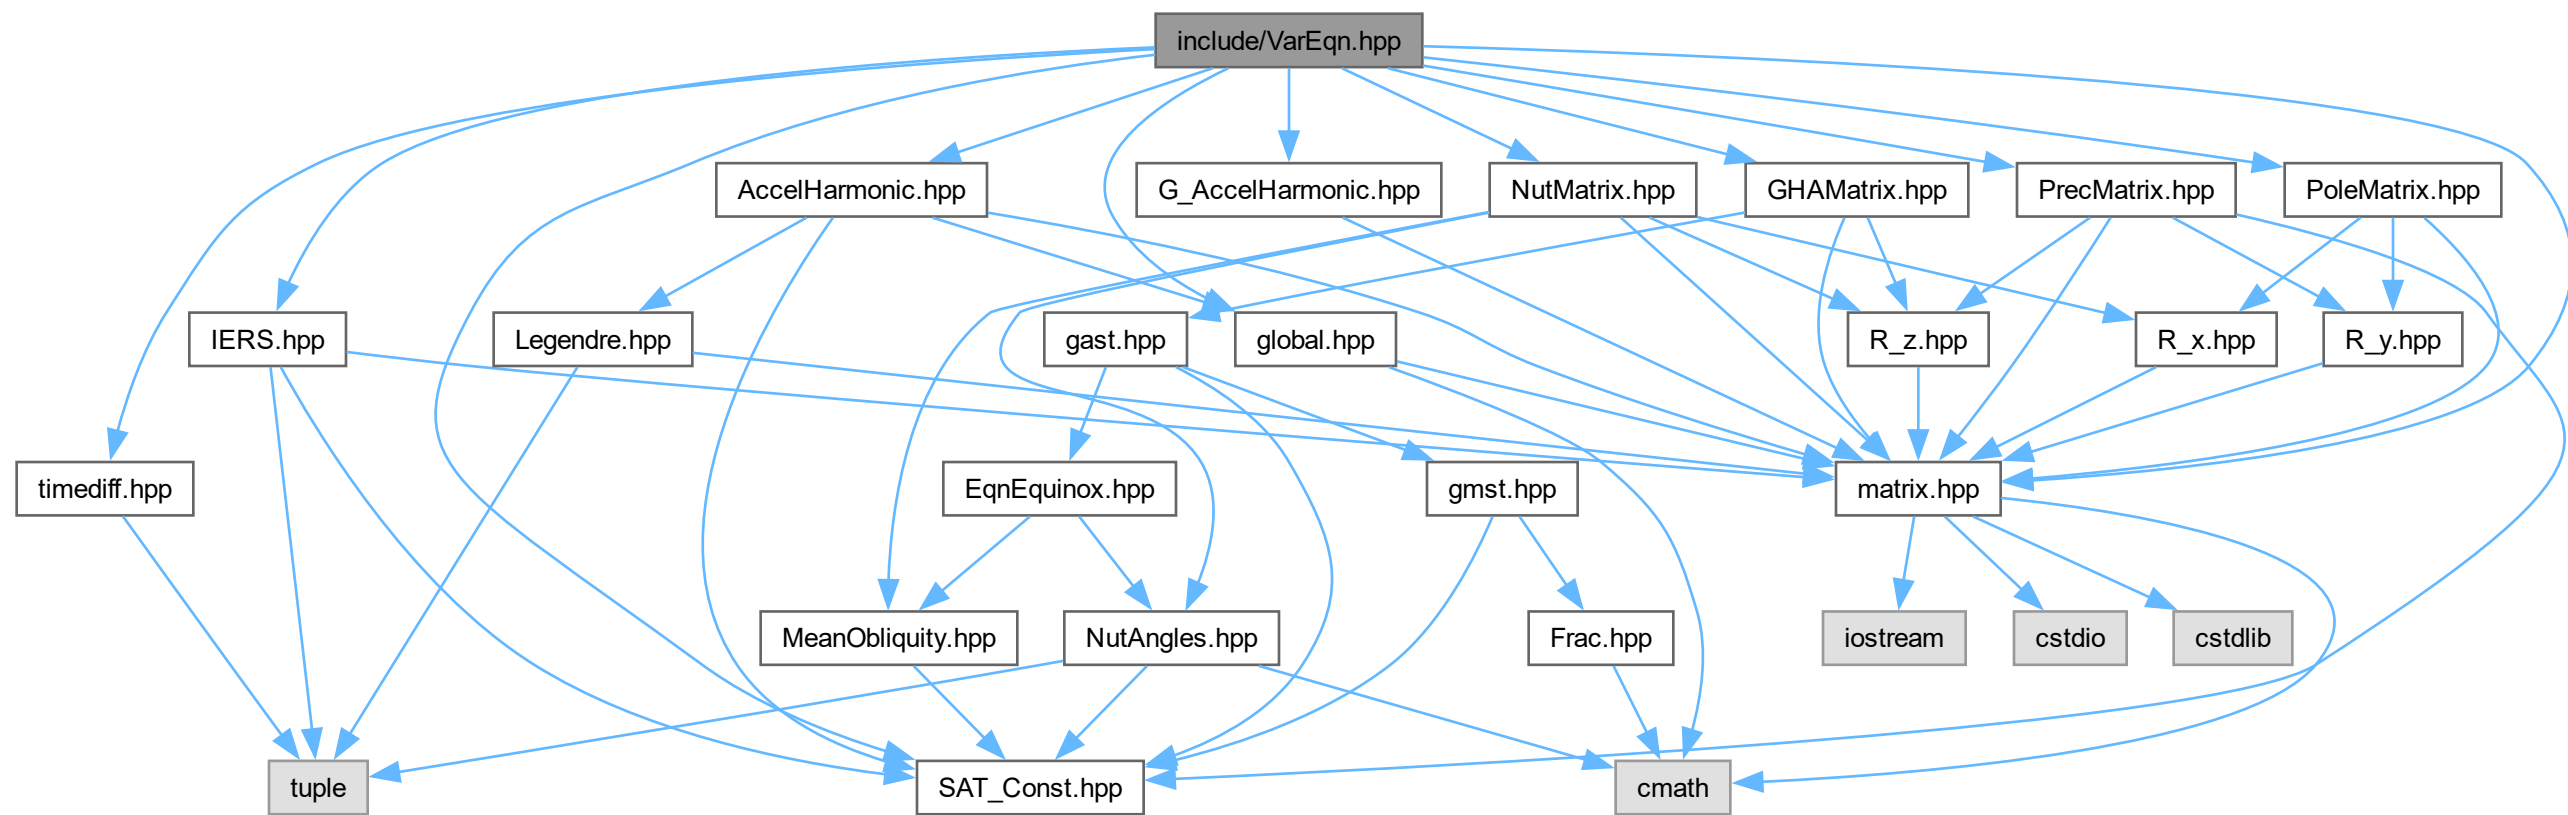 include/VarEqn.hpp
AccelHarmonic.hpp
G_AccelHarmonic.hpp
NutMatrix.hpp
GHAMatrix.hpp
PrecMatrix.hpp
PoleMatrix.hpp
IERS.hpp
Legendre.hpp
gast.hpp
global.hpp
R_z.hpp
R_x.hpp
R_y.hpp
timediff.hpp
EqnEquinox.hpp
gmst.hpp
matrix.hpp
MeanObliquity.hpp
NutAngles.hpp
Frac.hpp
iostream
cstdio
cstdlib
tuple
SAT_Const.hpp
cmath